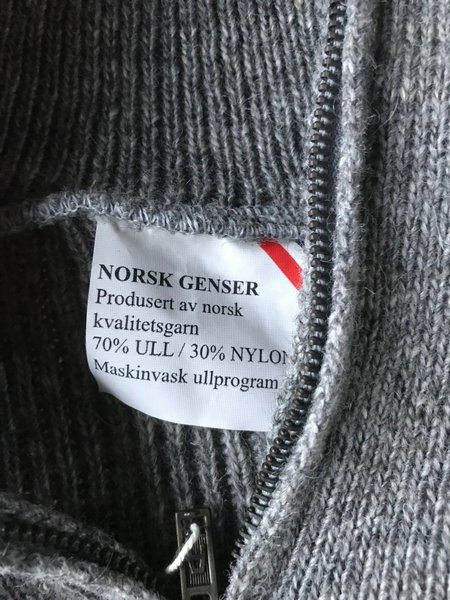 NORSK GENSER
Produsert av norsk
kvalitetsgarn
70% ULL / 30% NYLON
Maskinvask ullprogram